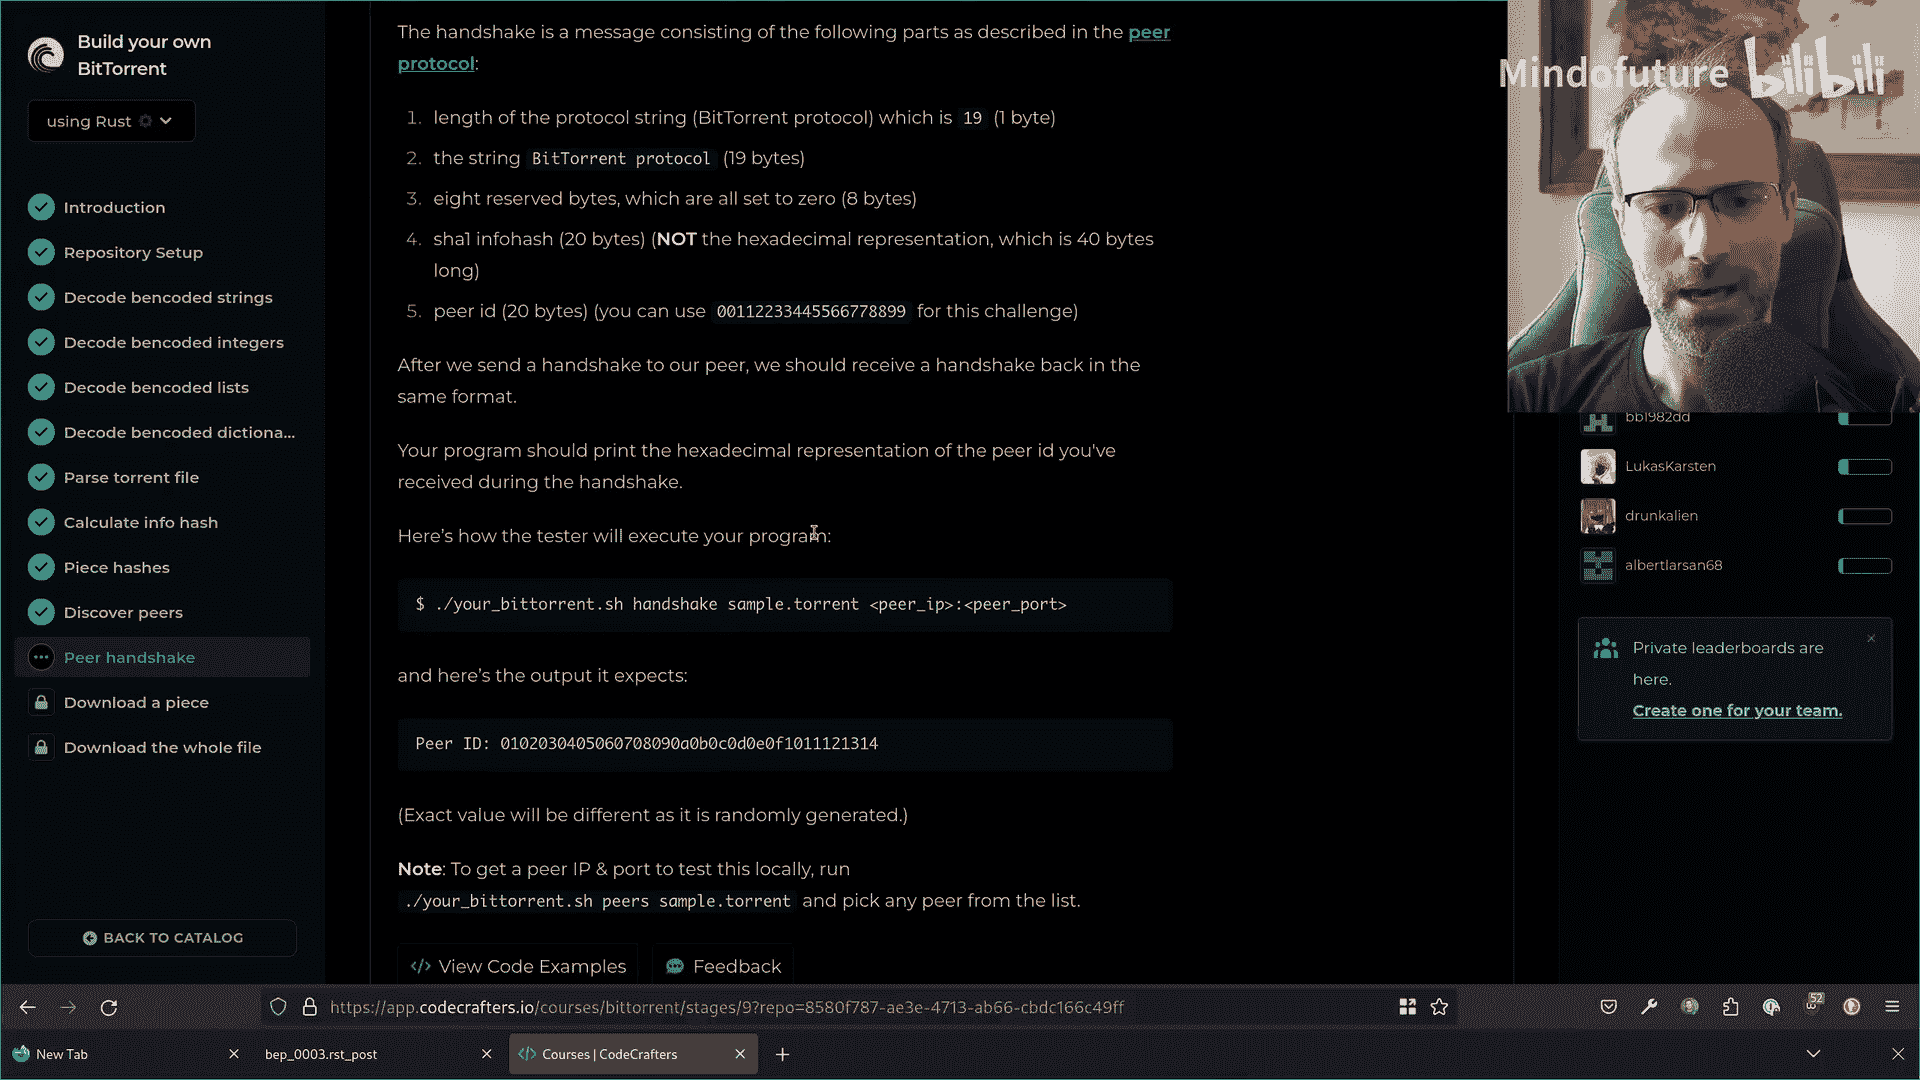 Build your own
BitTorrent
using Rust
Introduction
Repository Setup
Decode bencoded strings
Decode bencoded integers
Decode bencoded lists
Decode bencoded dictiona...
Parse torrent file
Calculate info hash
Piece hashes
Discover peers
Peer handshake
Download a piece
Download the whole file
BACK TO CATALOG
The handshake is a message consisting of the following parts as described in the peer
protocol:
1. length of the protocol string (BitTorrent protocol) which is 19 (1 byte)
2. the string BitTorrent protocol (19 bytes)
3. eight reserved bytes, which are all set to zero (8 bytes)
4. sha1 infohash (20 bytes) (NOT the hexadecimal representation, which is 40 bytes
long)
5. peer id (20 bytes) (you can use 00112233445566778899 for this challenge)
After we send a handshake to our peer, we should receive a handshake back in the
same format.
Your program should print the hexadecimal representation of the peer id you've
received during the handshake.
Here's how the tester will execute your program:
$ ./your_bittorrent.sh handshake sample.torrent <peer_ip>:<peer_port>
and here's the output it expects:
Peer ID: 0102030405060708090a0b0c0d0e0f1011121314
(Exact value will be different as it is randomly generated.)
Note: To get a peer IP & port to test this locally, run
./your_bittorrent.sh peers sample.torrent and pick any peer from the list.
</> View Code Examples
Feedback
Mindofuture bilibili
bb1982dd
LukasKarsten
drunkalien
albertlarsan68
Private leaderboards are
here.
Create one for your team.
https://app.codecrafters.io/courses/bittorrent/stages/9?repo=8580f787-ae3e-4713-ab66-cbdc166c49ff
52
New Tab
bep_0003.rst_post
</> Courses | CodeCrafters